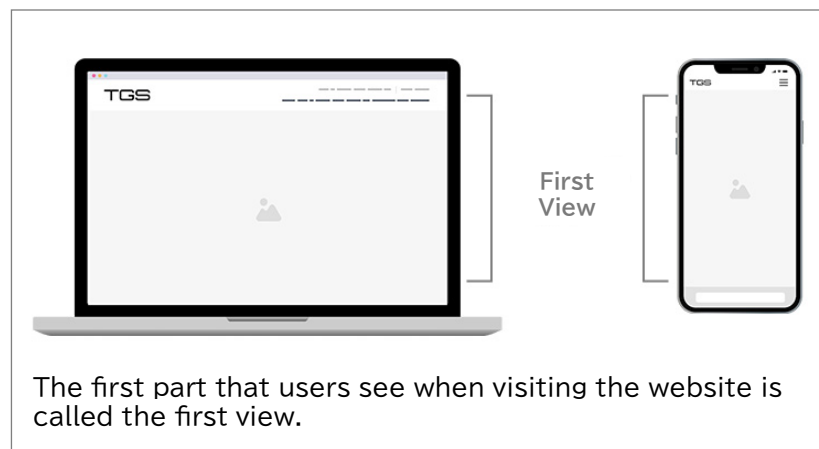 TGS
First
View
TGS
The first part that users see when visiting the website is
called the first view.